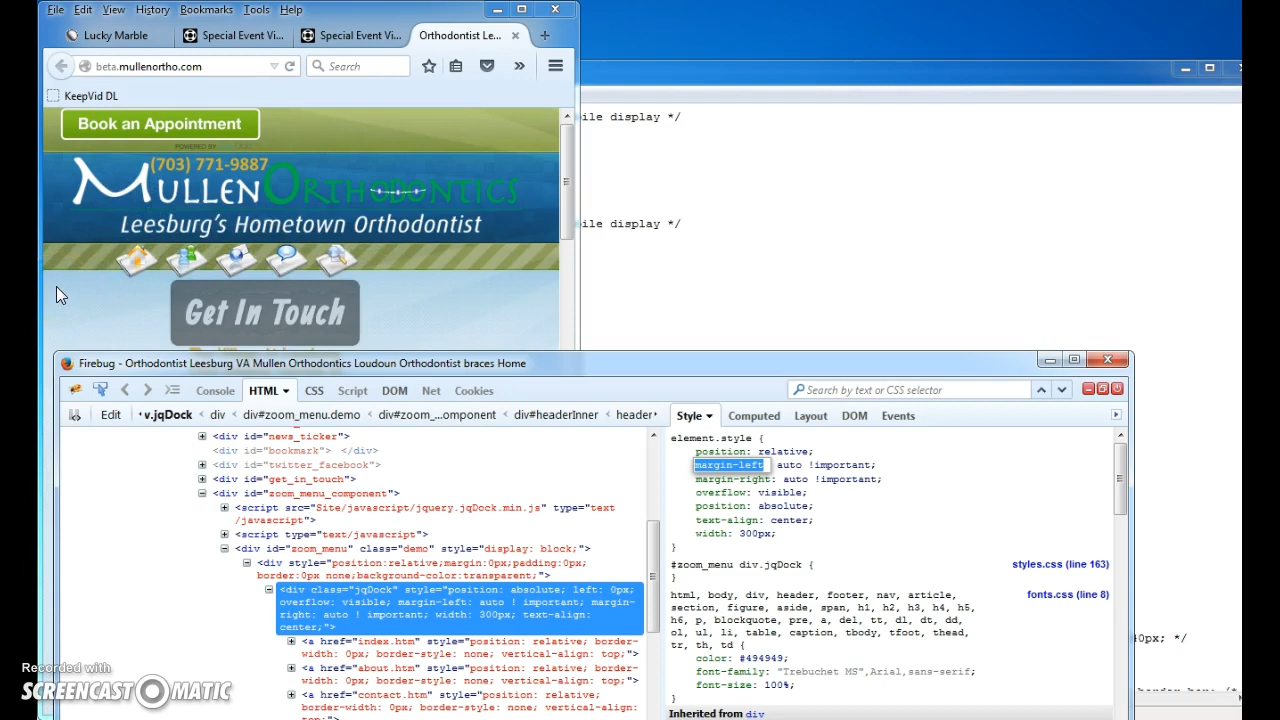 File Edit View History Bookmarks Tools Help
Lucky Marble Special Event Vi... Special Event Vi... Orthodontist Le...
beta.mullenortho.com Search
KeepVid DL
Book an Appointment
POWERED BY
(703) 771-9887
MULLENORTHODONTICS
Leesburg's Hometown Orthodontist
Get In Touch
ile display */
ile display */
Firebug - Orthodontist Leesburg VA Mullen Orthodontics Loudoun Orthodontist braces Home
Console HTML CSS Script DOM Net Cookies Search by text or CSS selector
Edit v.jqDock < div < div#zoom_menu.demo < div#zoom_...omponent < div#headerInner < header
Style Computed Layout DOM Events
<div id="news_ticker">
<div id="bookmark"> </div>
<div id="twitter_facebook">
<div id="get_in_touch">
<div id="zoom_menu_component">
<script src="Site/javascript/jquery.jqDock.min.js" type="text
/javascript">
<script type="text/javascript">
<div id="zoom_menu" class="demo" style="display: block;">
<div style="position:relative;margin:0px;padding:0px;
border:0px none;background-color:transparent;">
<div class="jqDock" style="position: absolute; left: 0px;
overflow: visible; margin-left: auto ! important; margin-
right: auto ! important; width: 300px; text-align:
center;">
<a href="index.htm" style="position: relative; border-
width: 0px; border-style: none; vertical-align: top;">
<a href="about.htm" style="position: relative; border-
width: 0px; border-style: none; vertical-align: top;">
<a href="contact.htm" style="position: relative;
border-width: 0px; border-style: none; vertical-align:
top;">
element.style {
position: relative;
margin-left auto !important;
margin-right: auto !important;
overflow: visible;
position: absolute;
text-align: center;
width: 300px;
}
#zoom_menu div.jqDock { styles.css (line 163)
}
html, body, div, header, footer, nav, article, fonts.css (line 8)
section, figure, aside, span, h1, h2, h3, h4, h5,
h6, p, blockquote, pre, a, del, tt, dl, dt, dd,
ol, ul, li, table, caption, tbody, tfoot, thead,
tr, th, td {
color: #494949;
font-family: "Trebuchet MS",Arial,sans-serif;
font-size: 100%;
}
Inherited from div
40px; */
Recorded with
SCREENCAST MATIC